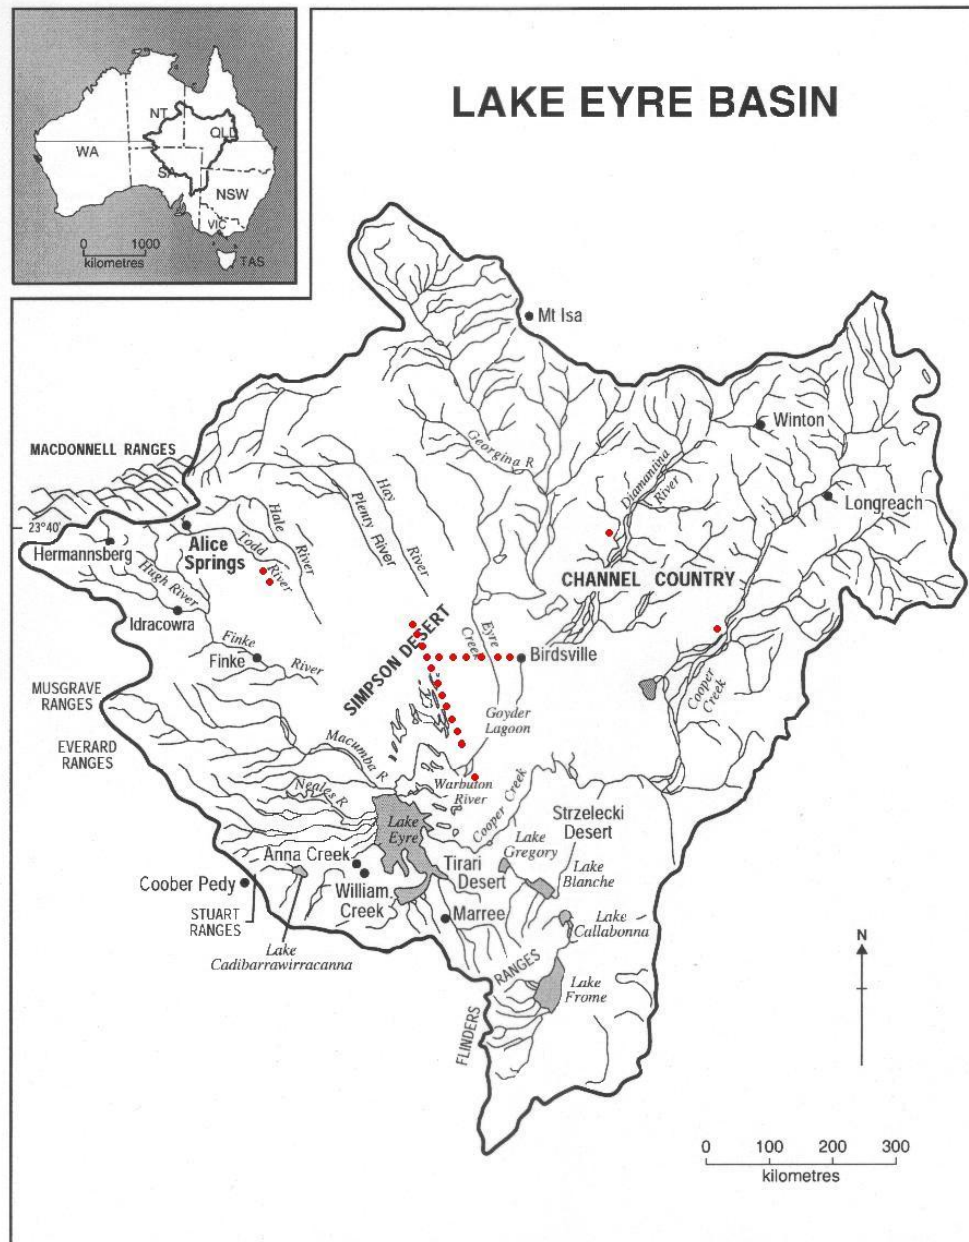 LAKE EYRE BASIN
NT
QLD
WA
SA
NSW
VIC
TAS
0 1000
kilometres
Mt Isa
Winton
Georgina R
Diamantina
River
Longreach
MACDONNELL RANGES
23°40'
Hermannsberg
Alice
Springs
Hale
River
Todd
River
Plenty
River
Hay
River
Hugh River
Idracowra
CHANNEL COUNTRY
Finke
River
Finke
SIMPSON DESERT
Eyre
Creek
Birdsville
Cooper
Creek
MUSGRAVE
RANGES
EVERARD
RANGES
Goyder
Lagoon
Macumba R
Neales R
Warbuton
River
Cooper Creek
Strzelecki
Desert
Lake
Eyre
Lake
Gregory
Anna Creek
Tirari
Desert
Lake
Blanche
Coober Pedy
William
Creek
STUART
RANGES
Marree
Lake
Callabonna
Lake
Cadibarrawirracanna
FLINDERS
RANGES
Lake
Frome
N
0 100 200 300
kilometres